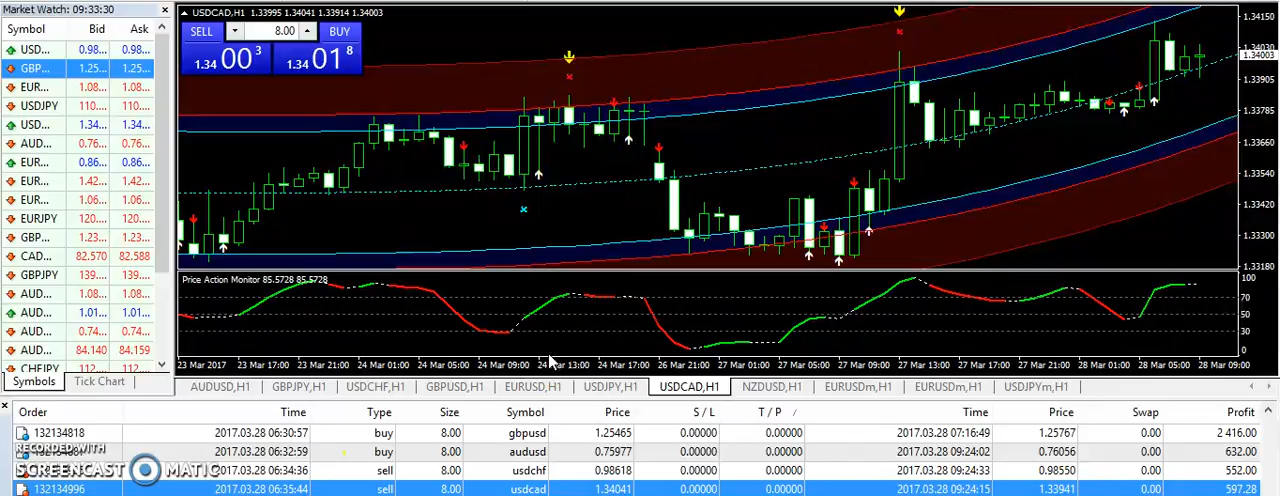 Market Watch: 09:33:30
Symbol Bid Ask
USD... 0.98... 0.98...
GBP... 1.25... 1.25...
EUR... 1.08... 1.08...
USDJPY 110.... 110....
USD... 1.34... 1.34...
AUD... 0.76... 0.76...
EUR... 0.86... 0.86...
EUR... 1.42... 1.42...
EUR... 1.06... 1.06...
EURJPY 120.... 120....
GBP... 1.23... 1.23...
CAD... 82.570 82.588
GBPJPY 139.... 139....
AUD... 1.08... 1.08...
AUD... 1.01... 1.01...
AUD... 0.74... 0.74...
AUD... 84.140 84.159
CHFJPY 112.... 112....
Symbols Tick Chart
USDCAD,H1 1.33995 1.34041 1.33914 1.34003
SELL 8.00 BUY
1.34 00 3 1.34 01 8
1.34150
1.34030
1.34003
1.33905
1.33785
1.33660
1.33540
1.33420
1.33300
1.33180
Price Action Monitor 85.5728 85.5728
100
70
50
30
0
23 Mar 2017 23 Mar 17:00 23 Mar 21:00 24 Mar 01:00 24 Mar 05:00 24 Mar 09:00 24 Mar 13:00 24 Mar 17:00 24 Mar 21:00 27 Mar 01:00 27 Mar 05:00 27 Mar 09:00 27 Mar 13:00 27 Mar 17:00 27 Mar 21:00 28 Mar 01:00 28 Mar 05:00 28 Mar 09:00
AUDUSD,H1 GBPJPY,H1 USDCHF,H1 GBPUSD,H1 EURUSD,H1 USDJPY,H1 USDCAD,H1 NZDUSD,H1 EURUSDm,H1 EURUSDm,H1 USDJPYm,H1
Order Time Type Size Symbol Price S / L T / P Time Price Swap Profit
132134818 2017.03.28 06:30:57 buy 8.00 gbpusd 1.25465 0.00000 0.00000 2017.03.28 07:16:49 1.25767 0.00 2 416.00
2017.03.28 06:32:59 buy 8.00 audusd 0.75977 0.00000 0.00000 2017.03.28 09:24:02 0.76056 0.00 632.00
2017.03.28 06:34:36 sell 8.00 usdchf 0.98618 0.00000 0.00000 2017.03.28 09:24:33 0.98550 0.00 552.00
132134996 2017.03.28 06:35:44 sell 8.00 usdcad 1.34041 0.00000 0.00000 2017.03.28 09:24:15 1.33941 0.00 597.28
RECORDED WITH
SCREENCAST MATIC